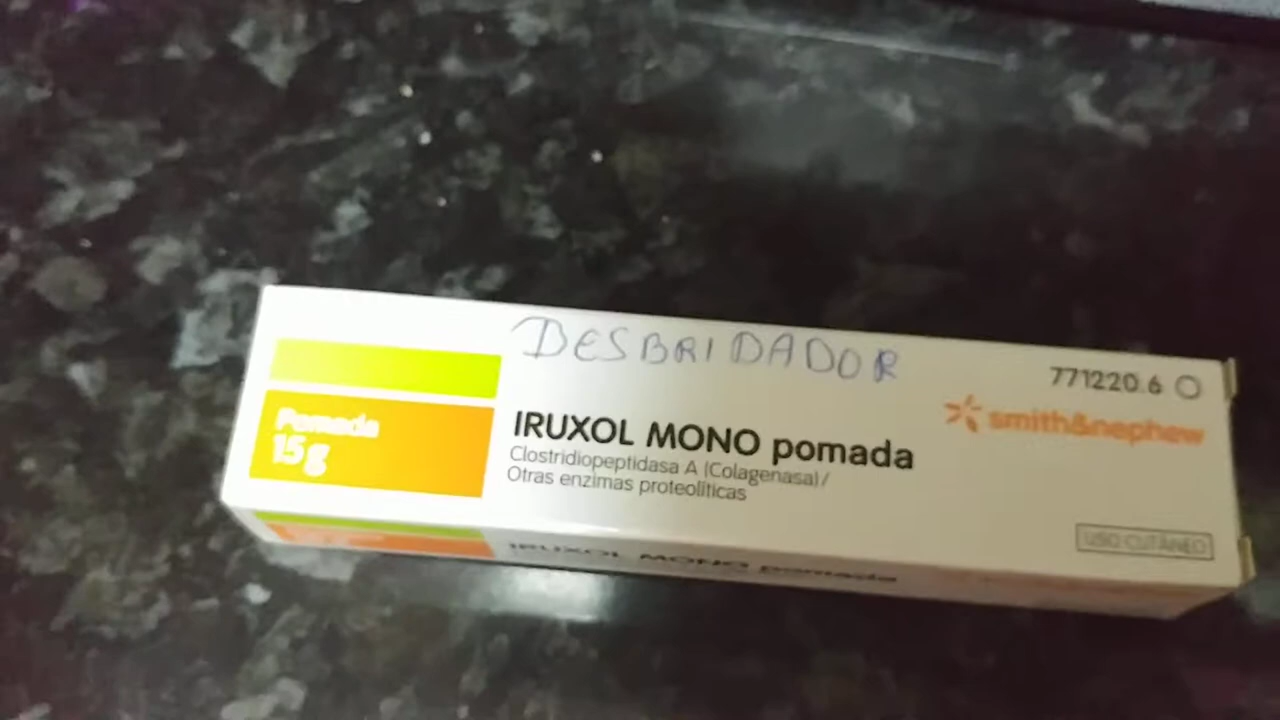 DESBRIDADOR
771220.6
smith&nephew
Pomada
15 g
IRUXOL MONO pomada
Clostridiopeptidasa A (Colagenasa)/
Otras enzimas proteolíticas
USO CUTÁNEO
IRUXOL MONO pomada